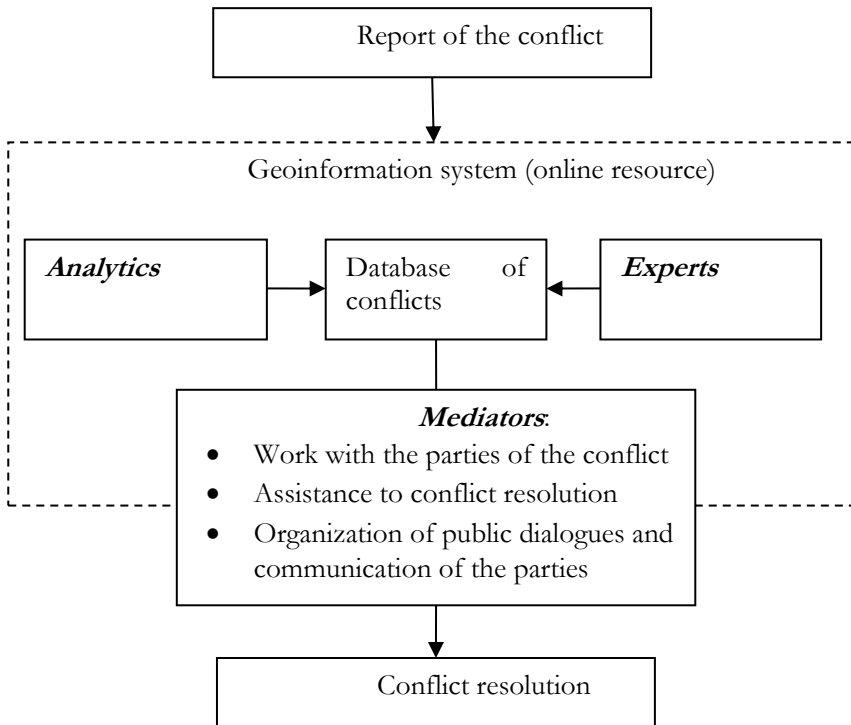 Report of the conflict
Geoinformation system (online resource)
Analytics
Database of
conflicts
Experts
Mediators:
• Work with the parties of the conflict
• Assistance to conflict resolution
• Organization of public dialogues and
communication of the parties
Conflict resolution